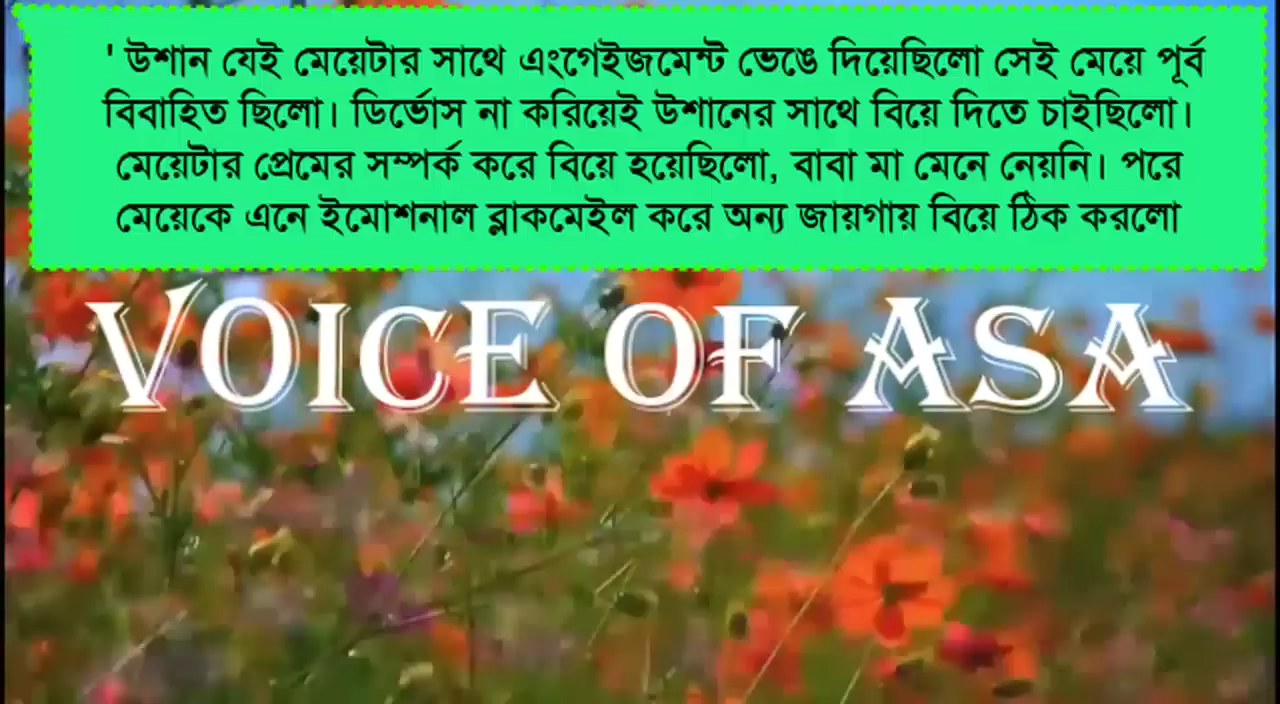 ' উশান যেই মেয়েটার সাথে এংগেইজমেন্ট ভেঙে দিয়েছিলো সেই মেয়ে পূর্ব
বিবাহিত ছিলো। ডির্ভোস না করিয়েই উশানের সাথে বিয়ে দিতে চাইছিলো।
মেয়েটার প্রেমের সম্পর্ক করে বিয়ে হয়েছিলো, বাবা মা মেনে নেয়নি। পরে
মেয়েকে এনে ইমোশনাল ব্লাকমেইল করে অন্য জায়গায় বিয়ে ঠিক করলো
VOICE OF ASA